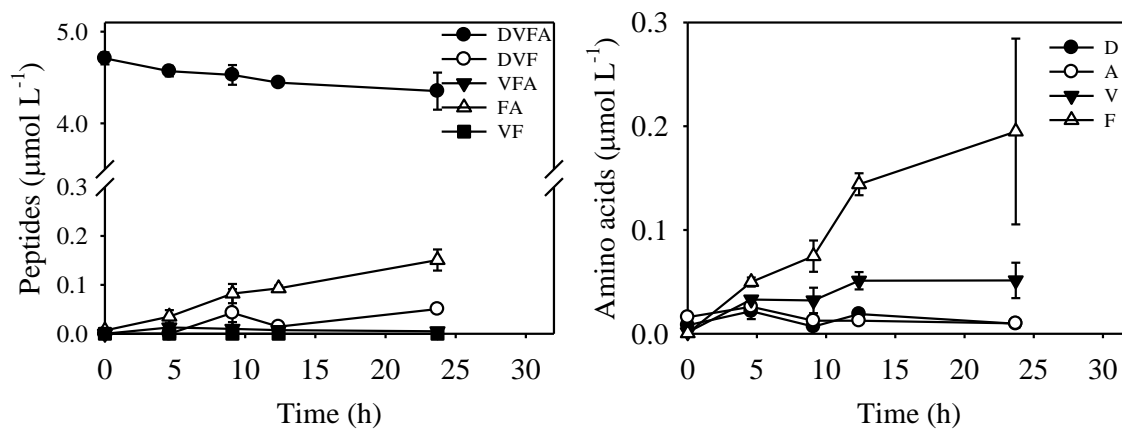 5.0
4.0
0.3
0.2
0.1
0.0
Peptides (µmol L⁻¹)
DVFA
DVF
VFA
FA
VF
0 5 10 15 20 25 30
Time (h)
0.3
0.2
0.1
0.0
Amino acids (µmol L⁻¹)
D
A
V
F
0 5 10 15 20 25 30
Time (h)